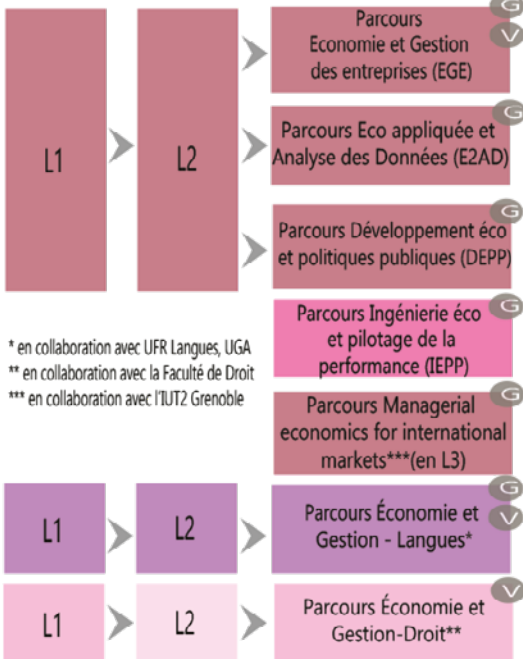 Parcours
Economie et Gestion
des entreprises (EGE)
G
V
L1
L2
Parcours Eco appliquée et
Analyse des Données (E2AD)
G
Parcours Développement éco
et politiques publiques (DEPP)
G
Parcours Ingénierie éco
et pilotage de la
performance (IEPP)
G
* en collaboration avec UFR Langues, UGA
** en collaboration avec la Faculté de Droit
*** en collaboration avec l'IUT2 Grenoble
Parcours Managerial
economics for international
markets***(en L3)
G
L1
L2
Parcours Économie et
Gestion - Langues*
G
V
L1
L2
Parcours Économie et
Gestion-Droit**
V